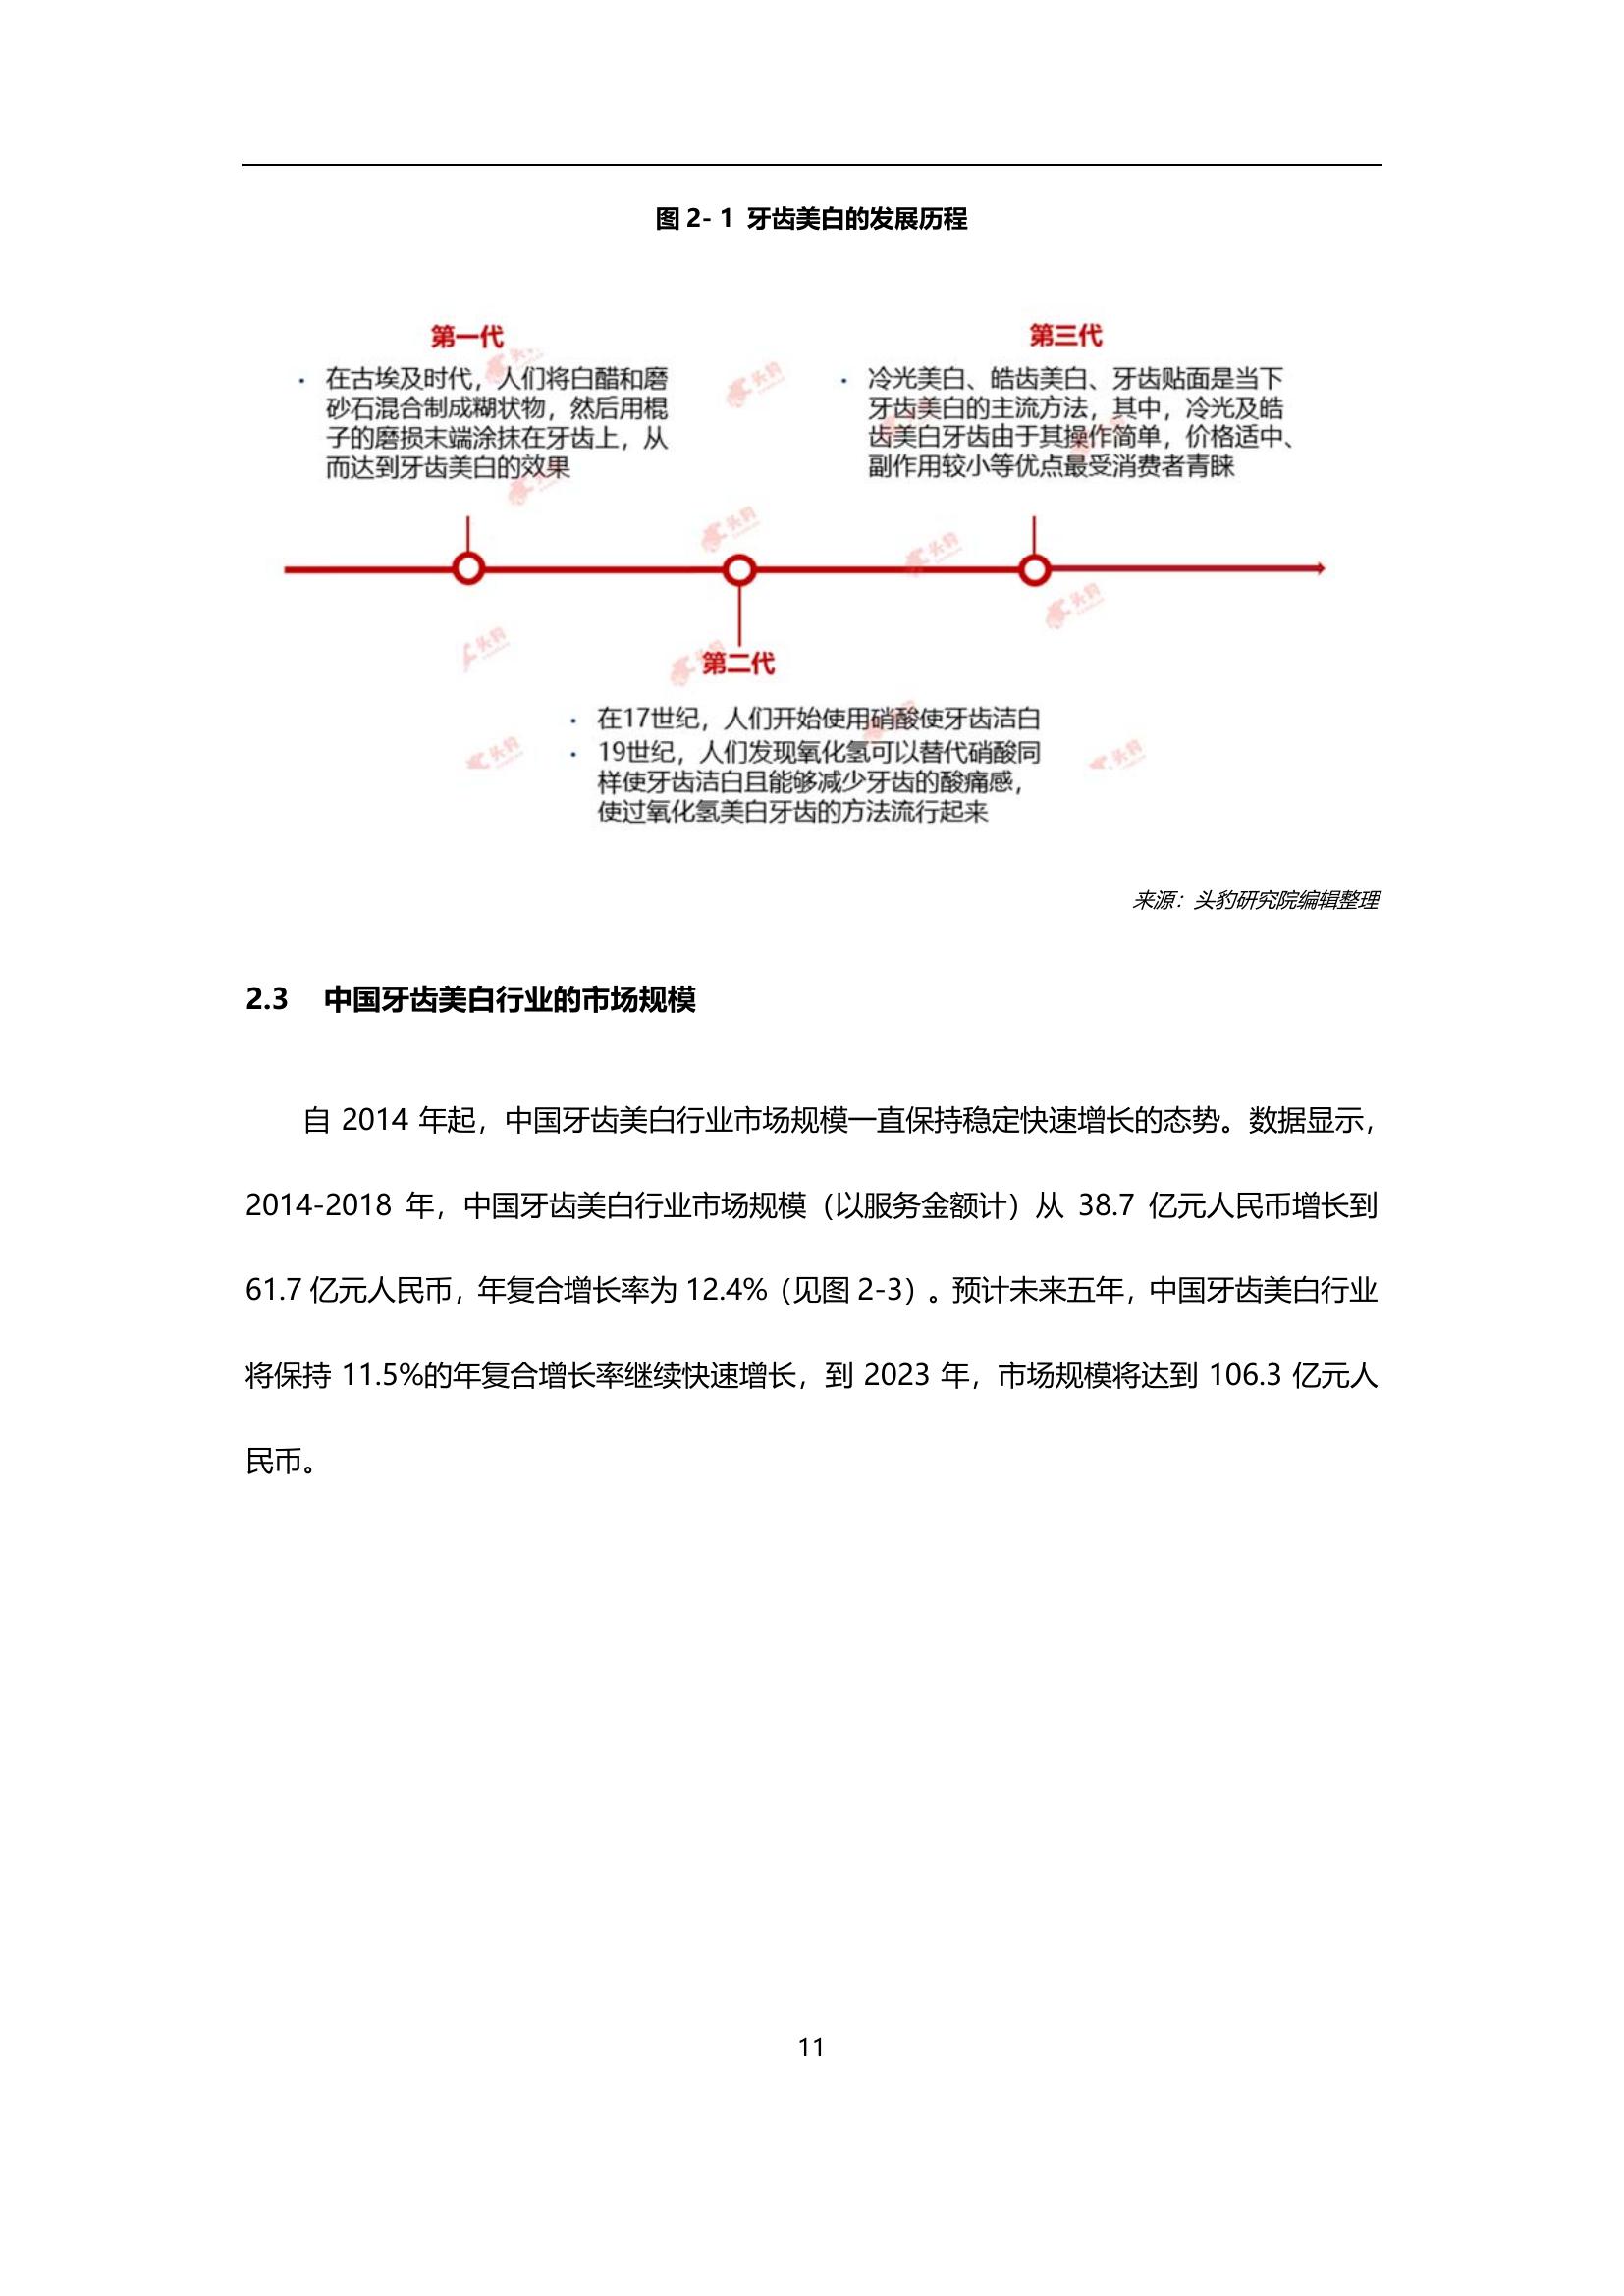 图 2- 1 牙齿美白的发展历程
第一代
• 在古埃及时代，人们将白醋和磨
砂石混合制成糊状物，然后用棍
子的磨损末端涂抹在牙齿上，从
而达到牙齿美白的效果
第三代
• 冷光美白、皓齿美白、牙齿贴面是当下
牙齿美白的主流方法，其中，冷光及皓
齿美白牙齿由于其操作简单，价格适中、
副作用较小等优点最受消费者青睐
第二代
• 在17世纪，人们开始使用硝酸使牙齿洁白
• 19世纪，人们发现氧化氢可以替代硝酸同
样使牙齿洁白且能够减少牙齿的酸痛感，
使过氧化氢美白牙齿的方法流行起来
头豹
头豹
头豹
头豹
头豹
头豹
头豹
头豹
来源：头豹研究院编辑整理
2.3 中国牙齿美白行业的市场规模
自 2014 年起，中国牙齿美白行业市场规模一直保持稳定快速增长的态势。数据显示，
2014-2018 年，中国牙齿美白行业市场规模（以服务金额计）从 38.7 亿元人民币增长到
61.7 亿元人民币，年复合增长率为 12.4%（见图 2-3）。预计未来五年，中国牙齿美白行业
将保持 11.5%的年复合增长率继续快速增长，到 2023 年，市场规模将达到 106.3 亿元人
民币。
11